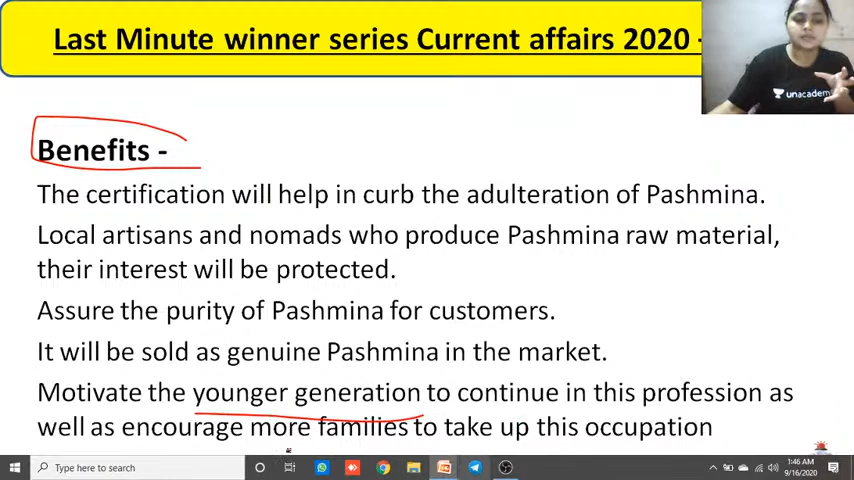 Last Minute winner series Current affairs 2020 -
unacadem
Benefits -
The certification will help in curb the adulteration of Pashmina.
Local artisans and nomads who produce Pashmina raw material,
their interest will be protected.
Assure the purity of Pashmina for customers.
It will be sold as genuine Pashmina in the market.
Motivate the younger generation to continue in this profession as
well as encourage more families to take up this occupation
Type here to search
1:46 AM
9/16/2020